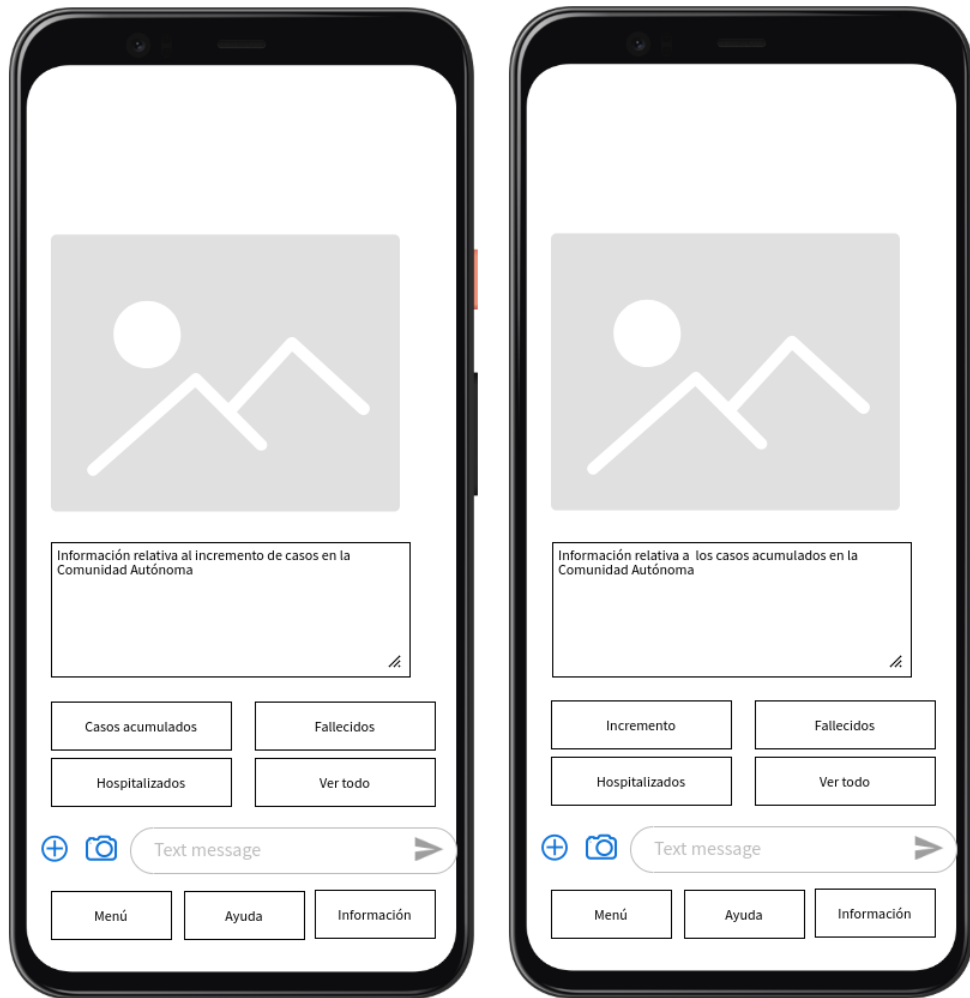 Información relativa al incremento de casos en la
Comunidad Autónoma
Casos acumulados
Fallecidos
Hospitalizados
Ver todo
Text message
Menú
Ayuda
Información
Información relativa a  los casos acumulados en la
Comunidad Autónoma
Incremento
Fallecidos
Hospitalizados
Ver todo
Text message
Menú
Ayuda
Información